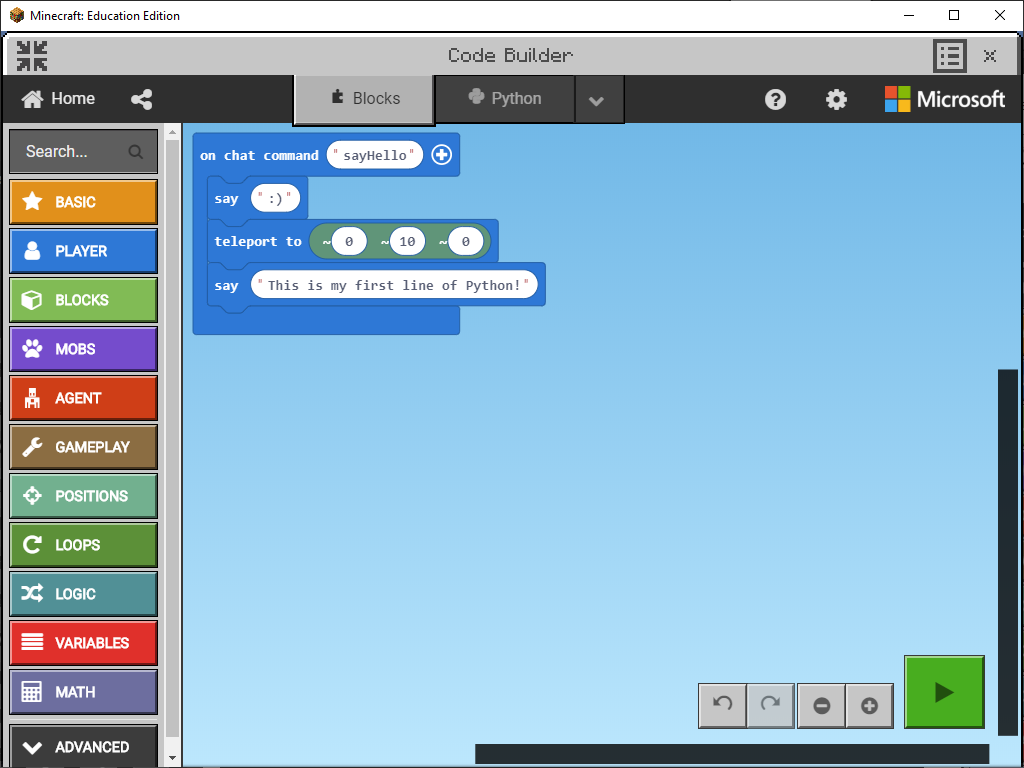 Minecraft: Education Edition
Code Builder
Home Blocks Python Microsoft
Search...
BASIC
PLAYER
BLOCKS
MOBS
AGENT
GAMEPLAY
POSITIONS
LOOPS
LOGIC
VARIABLES
MATH
ADVANCED
on chat command "sayHello"
say ":)"
teleport to ~0 ~10 ~0
say "This is my first line of Python!"